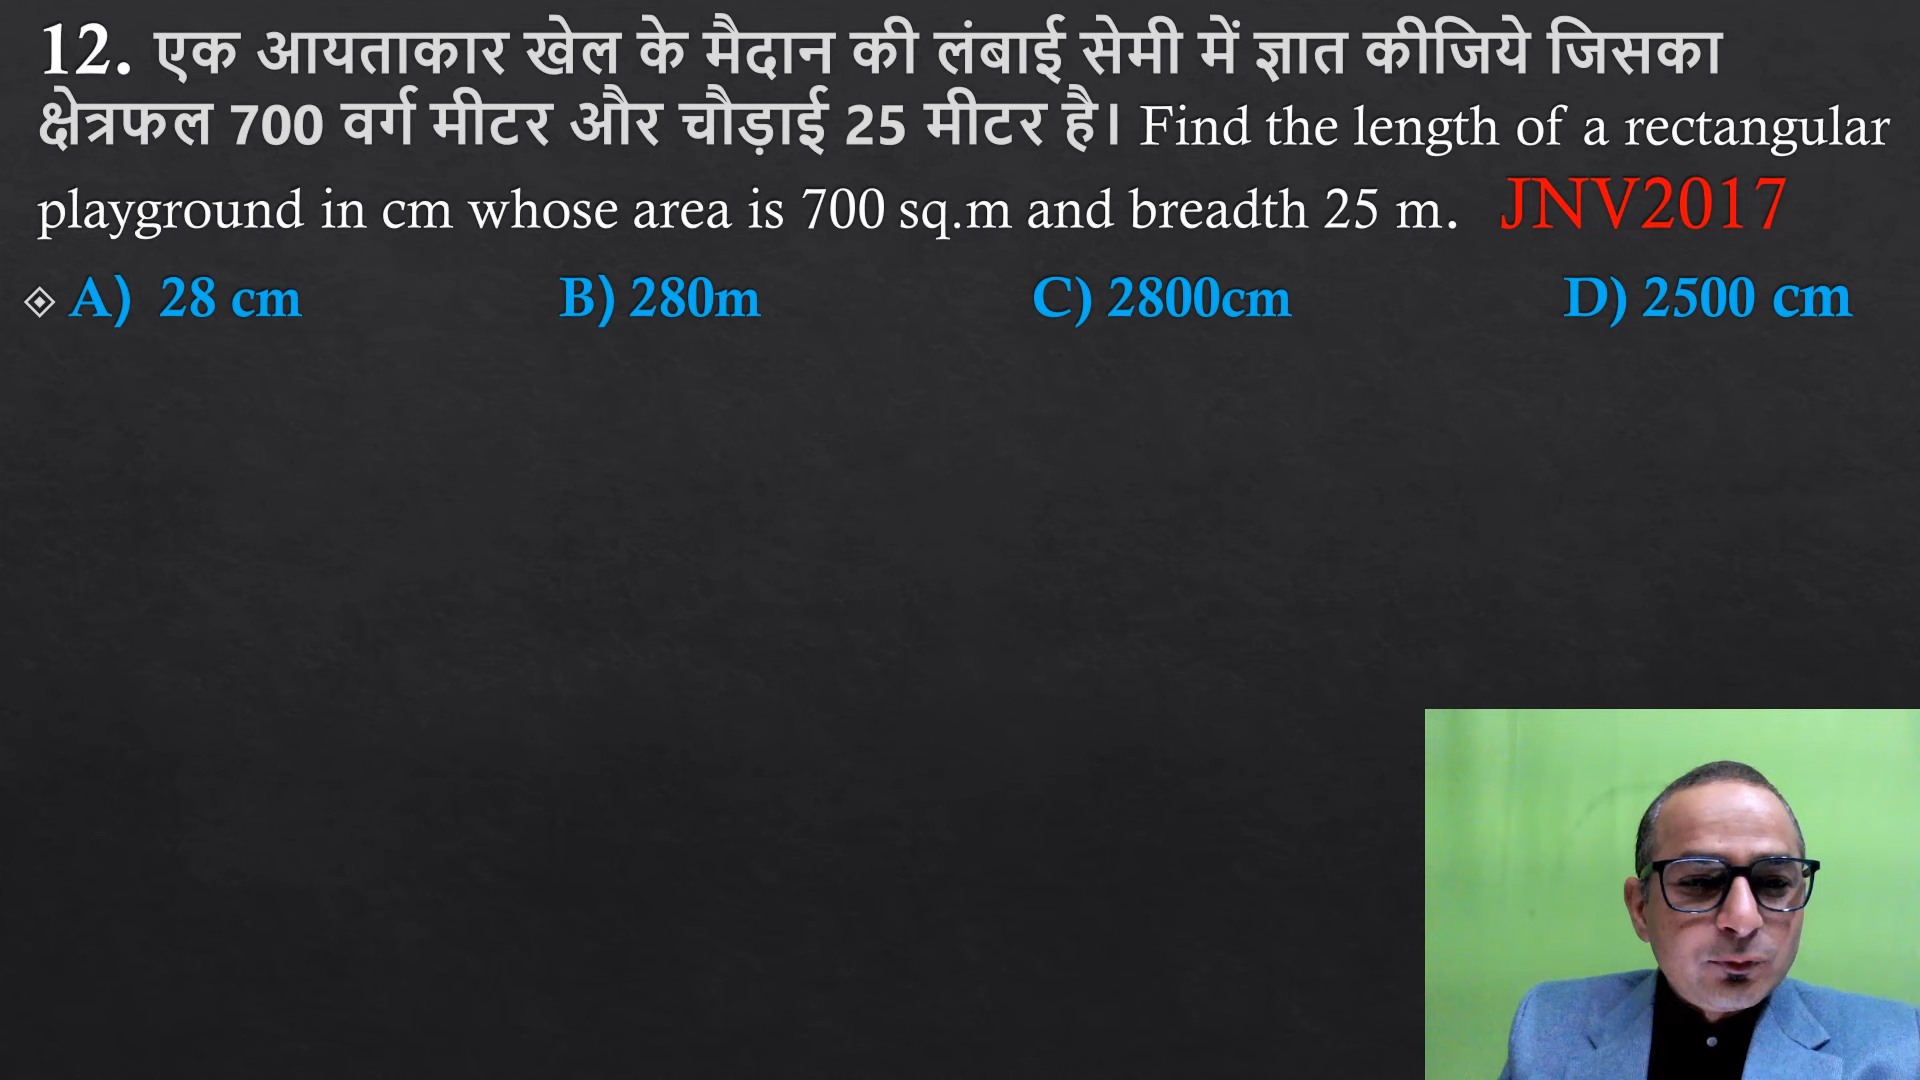 12. एक आयताकार खेल के मैदान की लंबाई सेमी में ज्ञात कीजिये जिसका
क्षेत्रफल 700 वर्ग मीटर और चौड़ाई 25 मीटर है। Find the length of a rectangular
playground in cm whose area is 700 sq.m and breadth 25 m. JNV2017
A) 28 cm B) 280m C) 2800cm D) 2500 cm